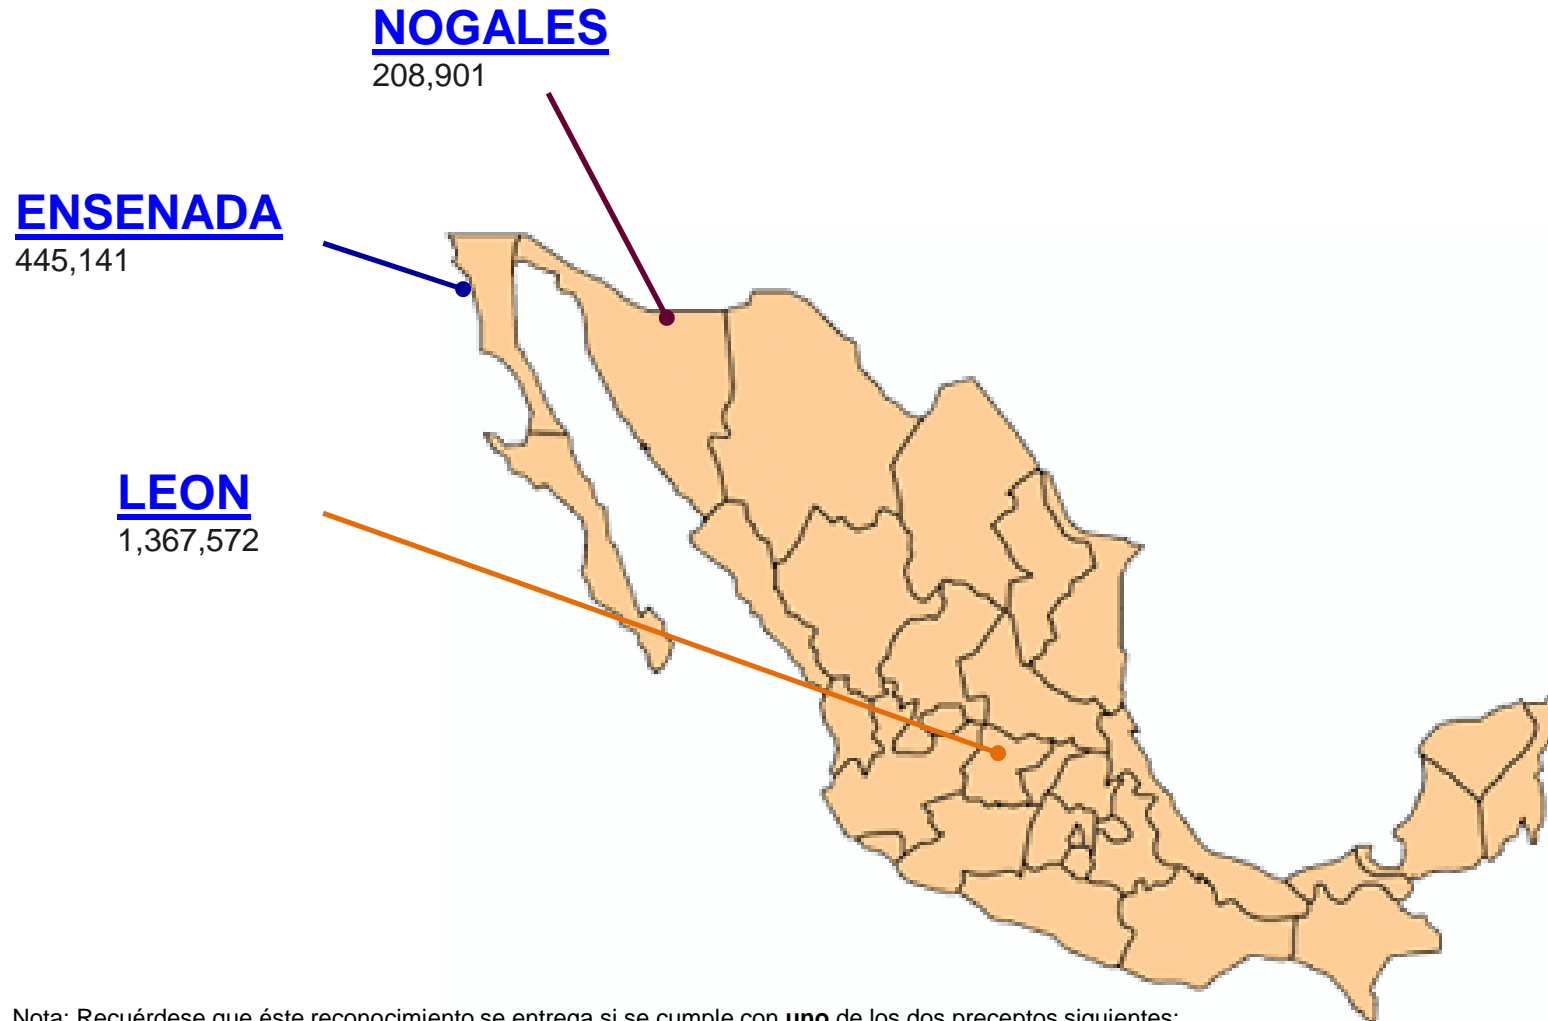 NOGALES
208,901
ENSENADA
445,141
LEON
1,367,572
Nota: Recuérdese que éste reconocimiento se entrega si se cumple con uno de los dos preceptos siguientes: